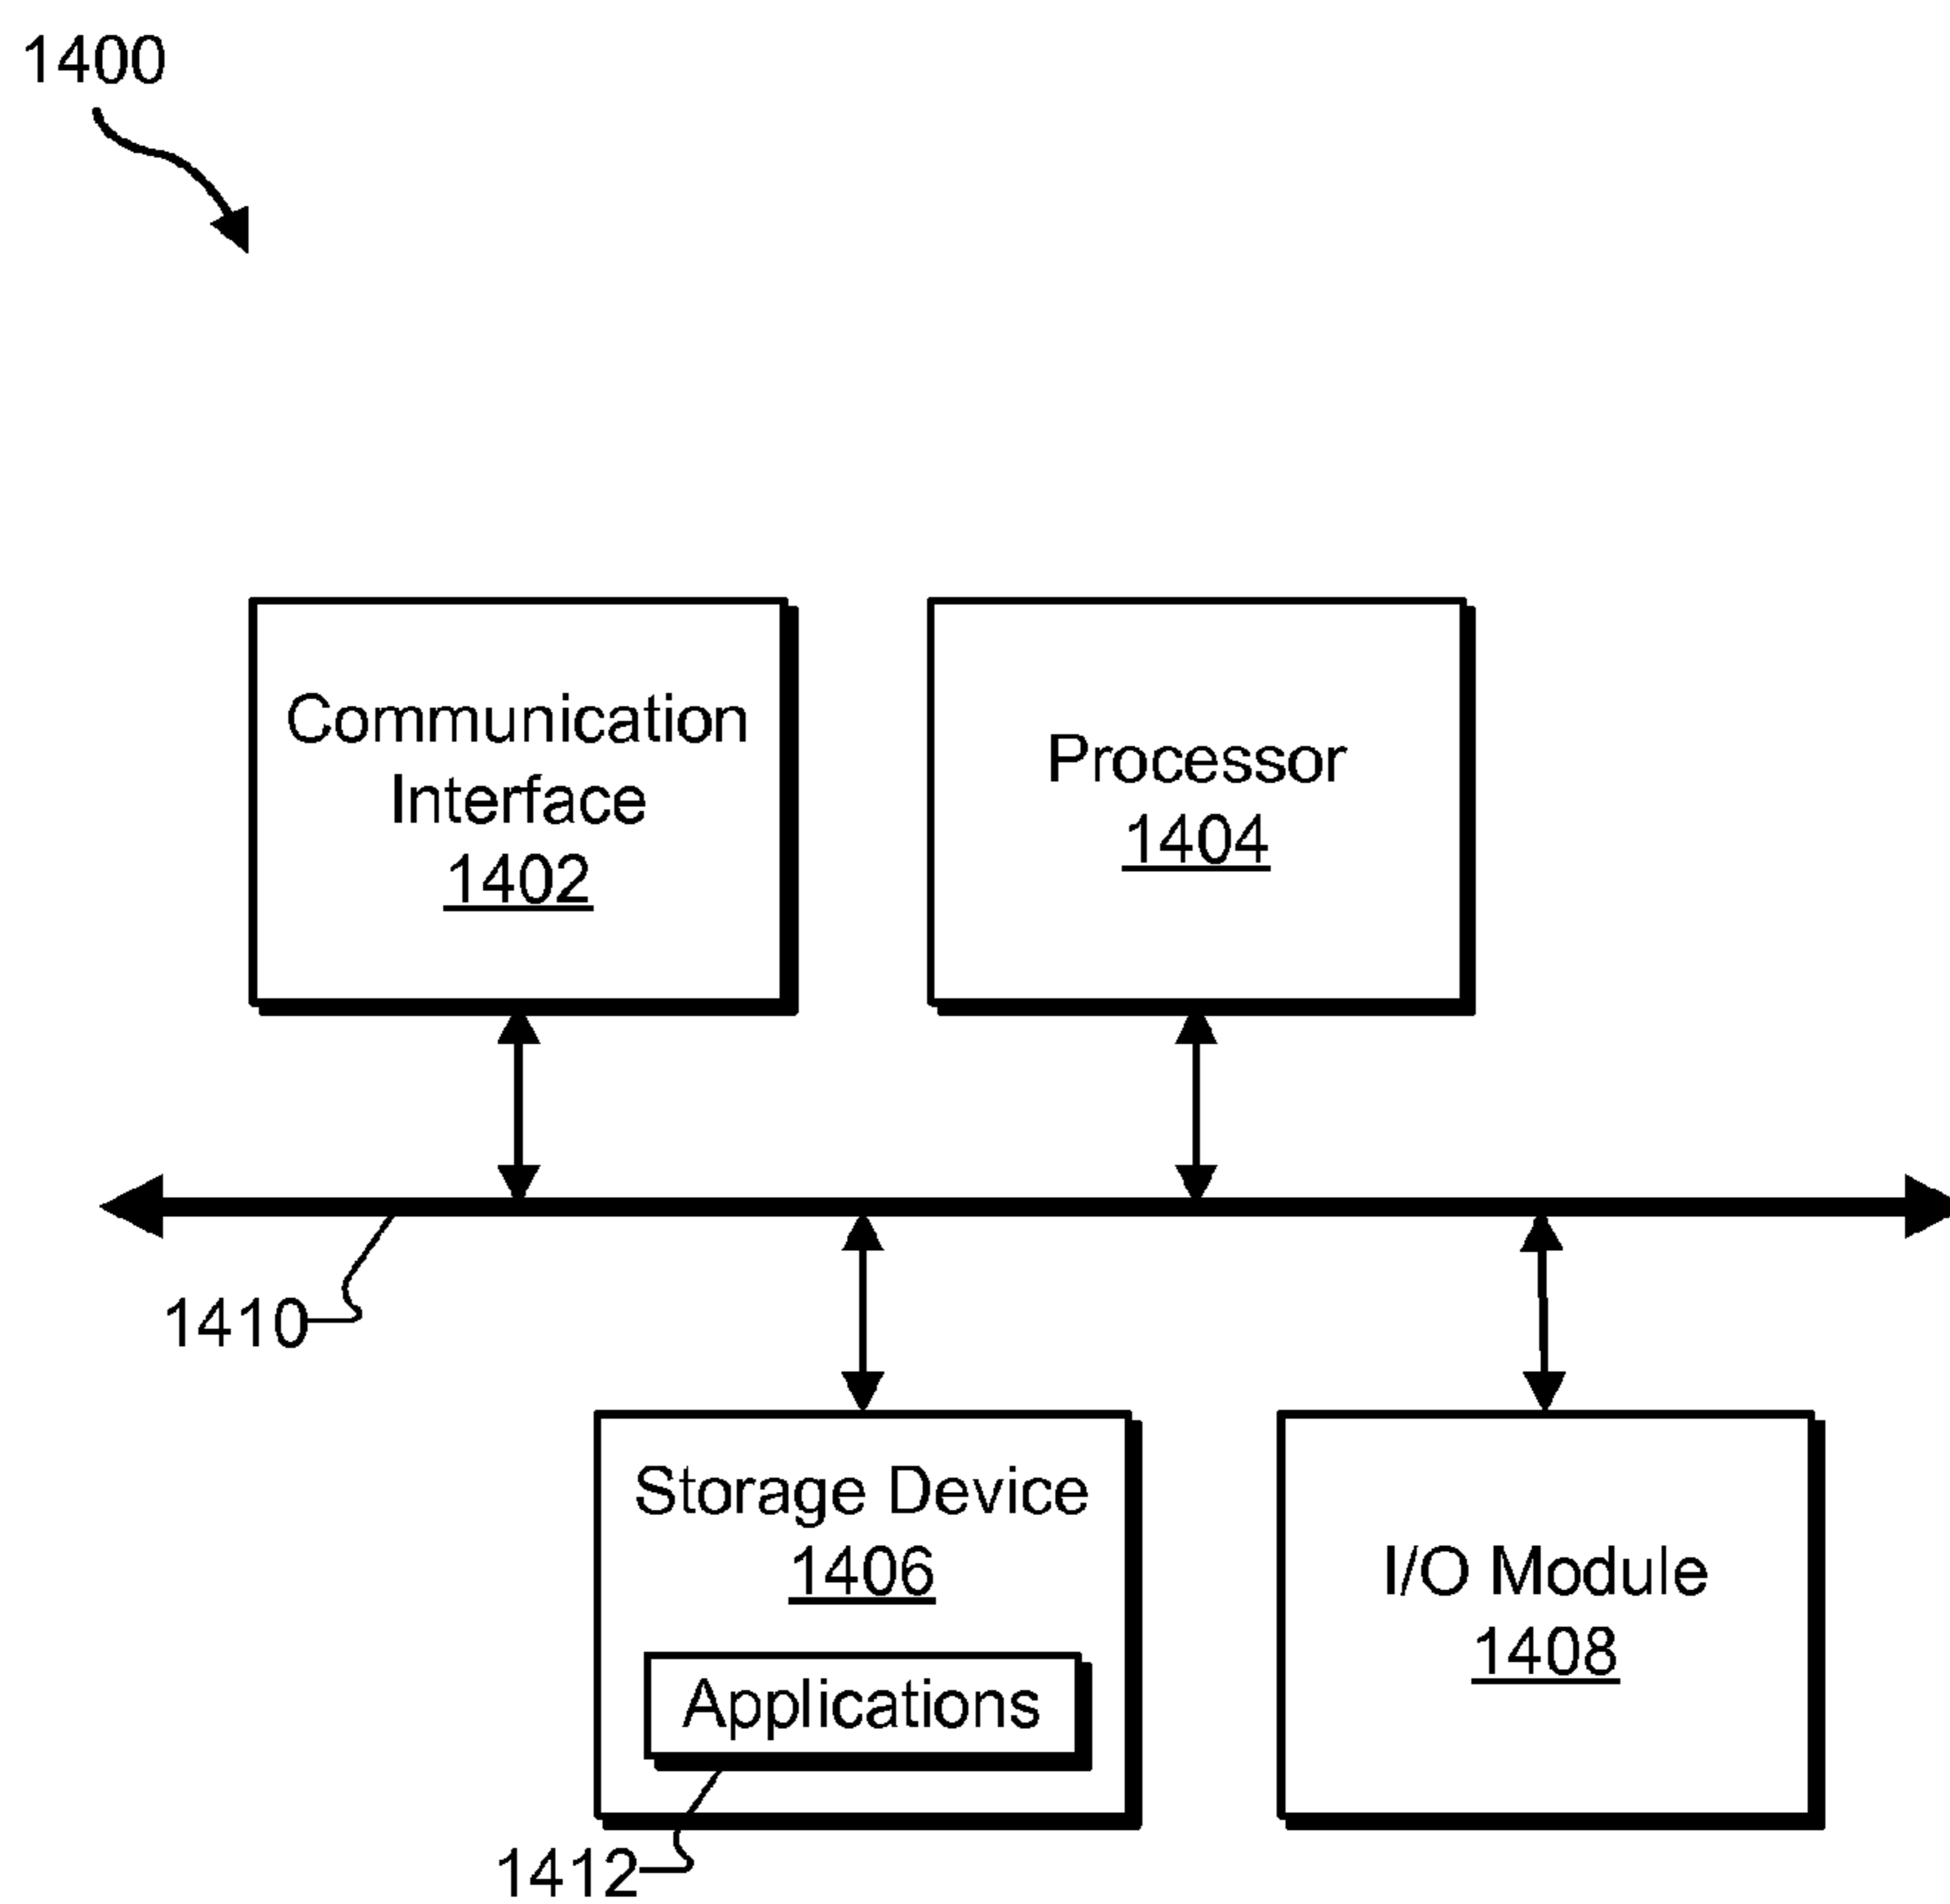 1400
Communication
Interface
1402
Processor
1404
1410
Storage Device
1406
Applications
1412
I/O Module
1408